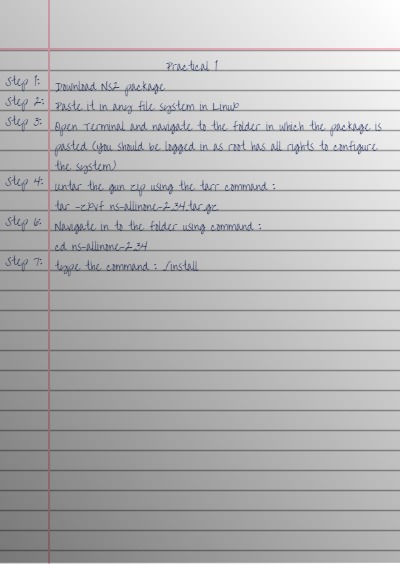 Practical 1
Step 1: Download Ns2 package
Step 2: Paste it in any file system in Linux
Step 3: Open Terminal and navigate to the folder in which the package is
pasted (you should be logged in as root has all rights to configure
the system)
Step 4: untar the gun zip using the tarr command :
tar -zxvf ns-allinone-2.34.tar.gz
Step 6: Navigate in to the folder using command :
cd ns-allinone-2.34
Step 7: type the command : ./install